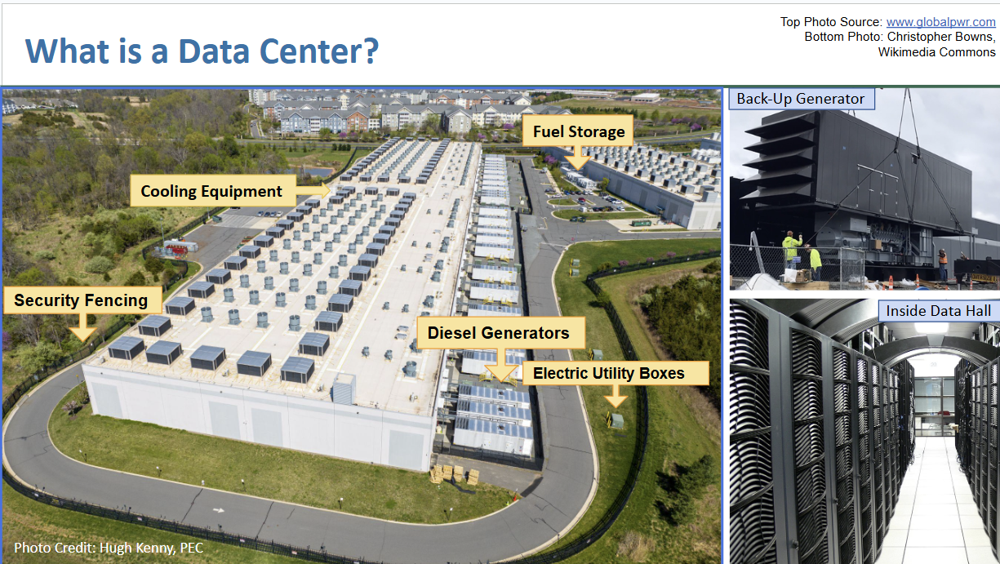 What is a Data Center?
Top Photo Source: www.globalpwr.com
Bottom Photo: Christopher Bowns,
Wikimedia Commons
Back-Up Generator
Fuel Storage
Cooling Equipment
Security Fencing
Inside Data Hall
Diesel Generators
Electric Utility Boxes
Photo Credit: Hugh Kenny, PEC